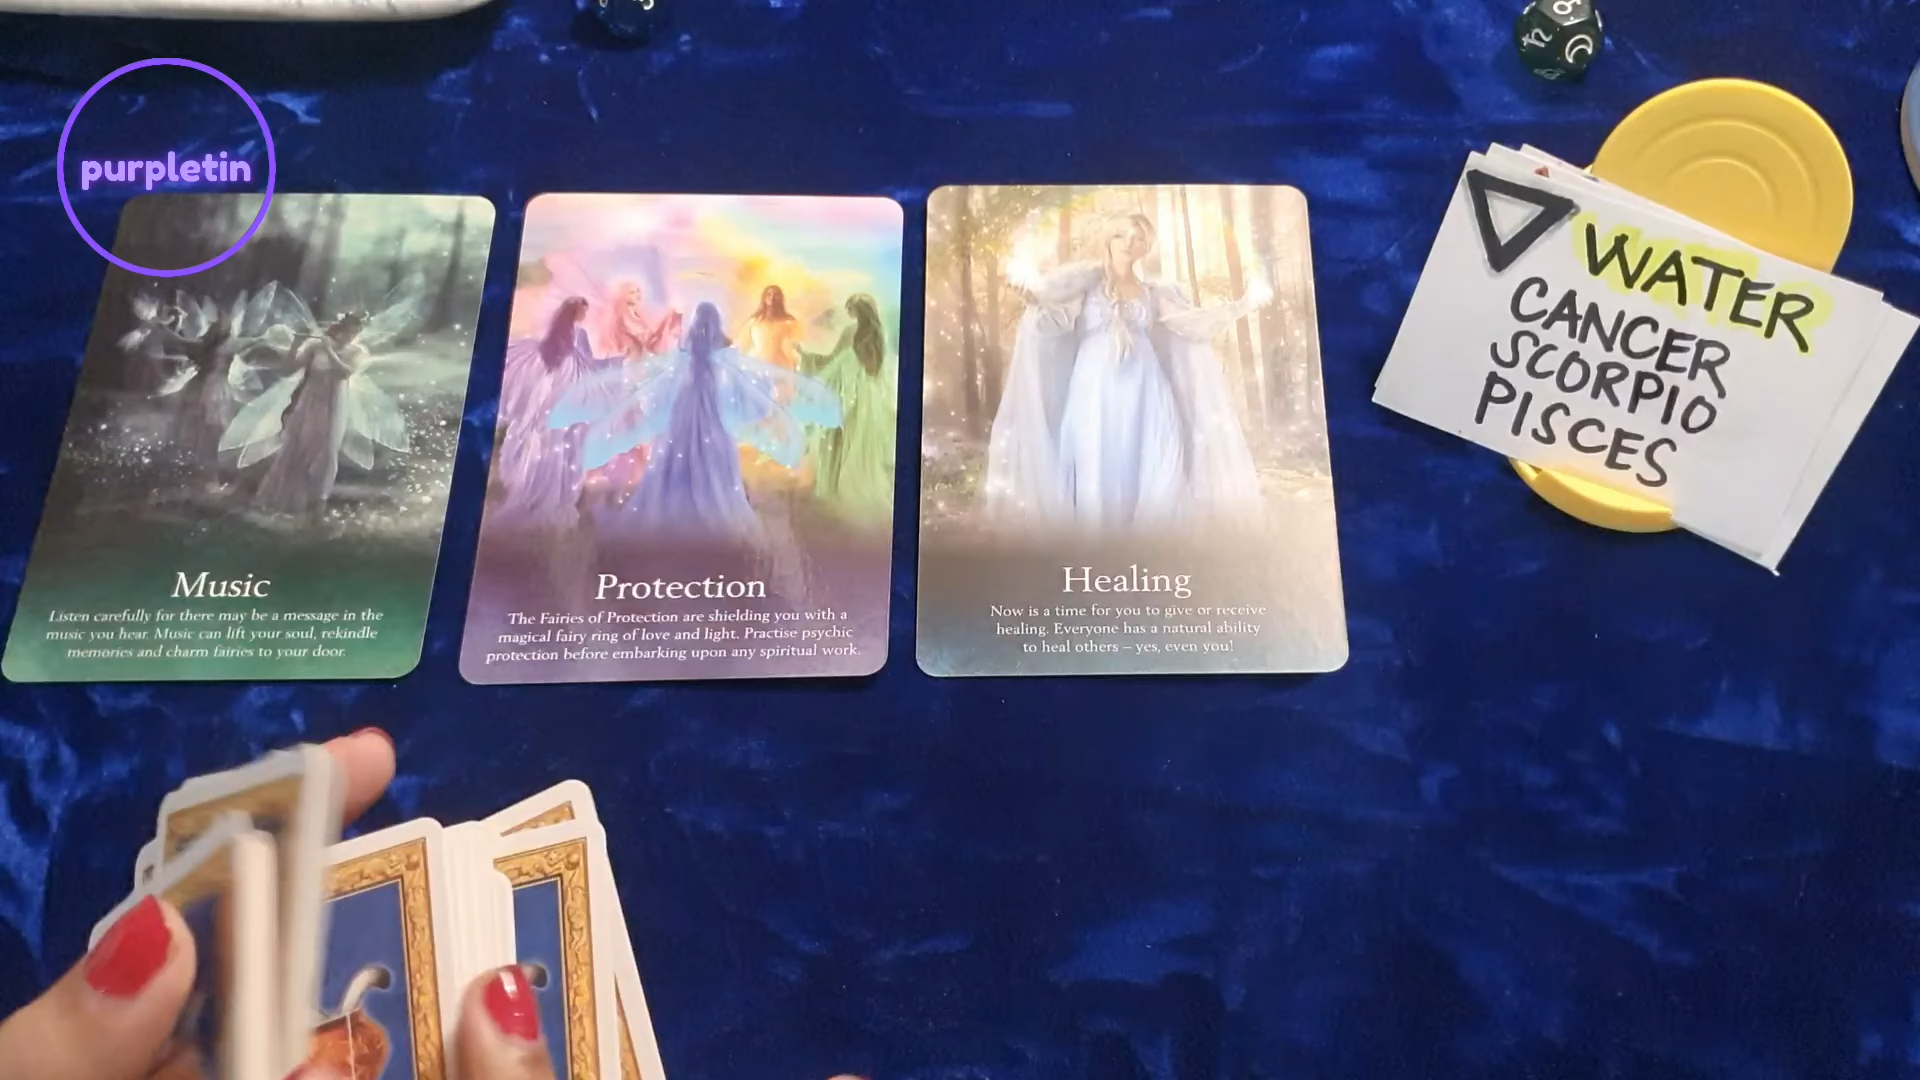 purpletin
Music
Listen carefully for there may be a message in the
music you hear. Music can lift your soul, rekindle
memories and charm fairies to your door.
Protection
The Fairies of Protection are shielding you with a
magical fairy ring of love and light. Practise psychic
protection before embarking upon any spiritual work.
Healing
Now is a time for you to give or receive
healing. Everyone has a natural ability
to heal others – yes, even you!
WATER
CANCER
SCORPIO
PISCES